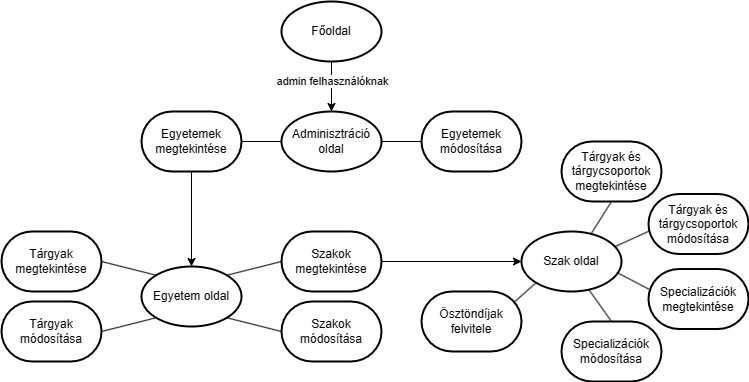 Főoldal
admin felhasználóknak
Egyetemek
megtekintése
Adminisztráció
oldal
Egyetemek
módosítása
Tárgyak és
tárgycsoportok
megtekintése
Tárgyak és
tárgycsoportok
módosítása
Tárgyak
megtekintése
Szakok
megtekintése
Szak oldal
Egyetem oldal
Specializációk
megtekintése
Ösztöndíjak
felvitele
Tárgyak
módosítása
Szakok
módosítása
Specializációk
módosítása